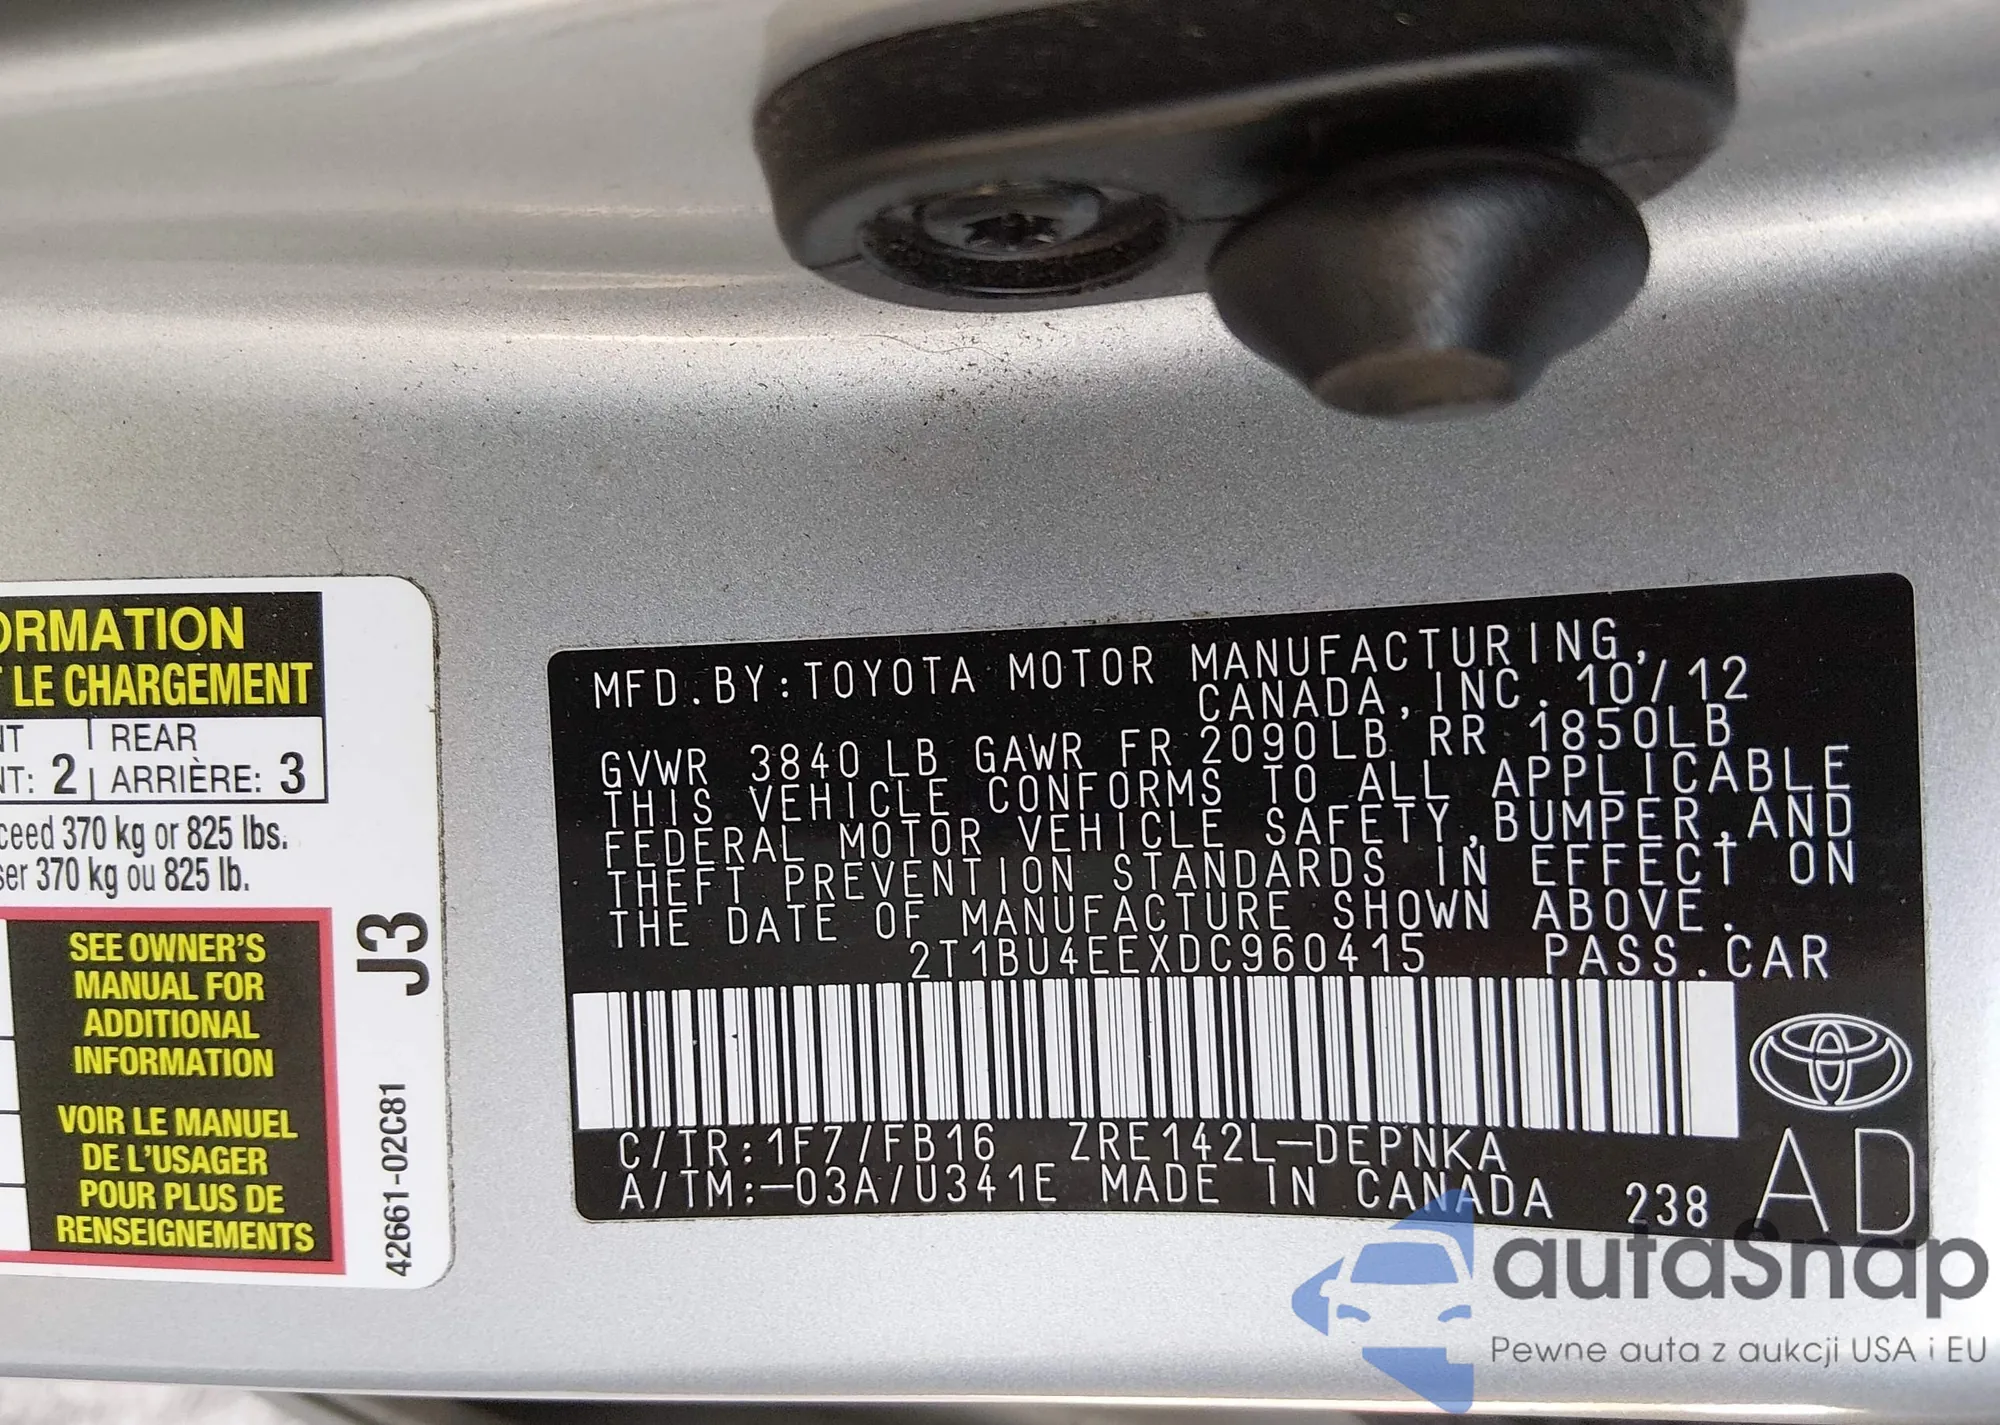 ORMATION
T LE CHARGEMENT
NT REAR
NT: 2 ARRIÈRE: 3
ceed 370 kg or 825 lbs.
ser 370 kg ou 825 lb.
SEE OWNER'S
MANUAL FOR
ADDITIONAL
INFORMATION
VOIR LE MANUEL
DE L'USAGER
POUR PLUS DE
RENSEIGNEMENTS
J3
42661-02C81
MFD.BY:TOYOTA MOTOR MANUFACTURING,
CANADA,INC. 10/12
GVWR 3840 LB GAWR FR 2090LB RR 1850LB
THIS VEHICLE CONFORMS TO ALL APPLICABLE
FEDERAL MOTOR VEHICLE SAFETY,BUMPER,AND
THEFT PREVENTION STANDARDS IN EFFECT ON
THE DATE OF MANUFACTURE SHOWN ABOVE.
2T1BU4EEXDC960415 PASS.CAR
C/TR:1F7/FB16 ZRE142L-DEPNKA
A/TM:-03A/U341E MADE IN CANADA 238
AD
autaSnap
Pewne auta z aukcji USA i EU